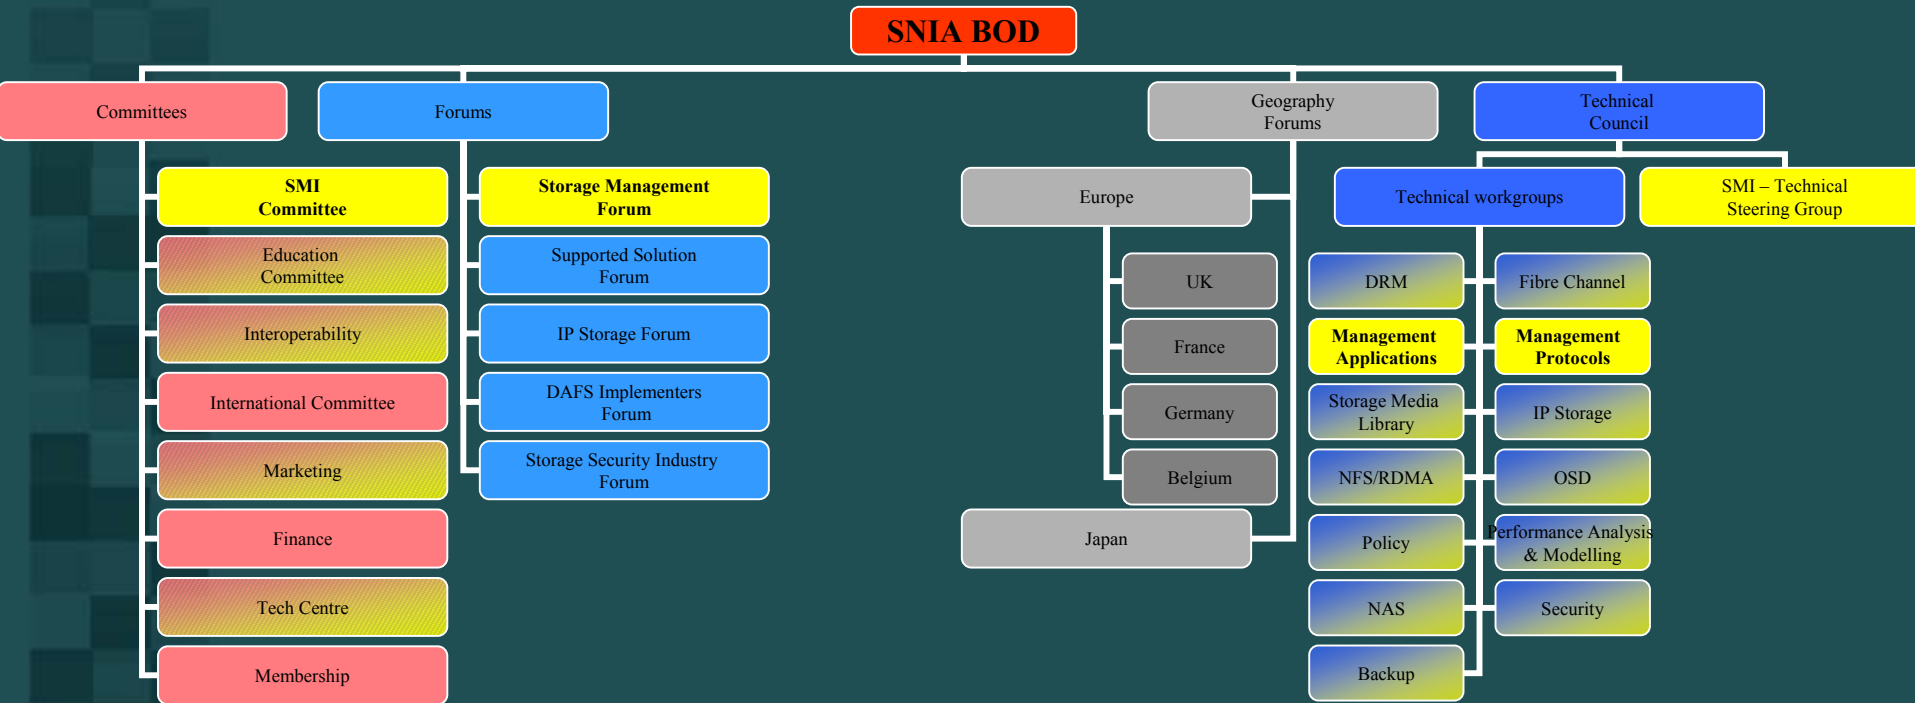 SNIA BOD
Committees
Forums
Geography
Forums
Technical
Council
SMI
Committee
Education
Committee
Interoperability
International Committee
Marketing
Finance
Tech Centre
Membership
Storage Management
Forum
Supported Solution
Forum
IP Storage Forum
DAFS Implementers
Forum
Storage Security Industry
Forum
Europe
UK
France
Germany
Belgium
Japan
Technical workgroups
SMI – Technical
Steering Group
DRM
Management
Applications
Storage Media
Library
NFS/RDMA
Policy
NAS
Backup
Fibre Channel
Management
Protocols
IP Storage
OSD
Performance Analysis
& Modelling
Security